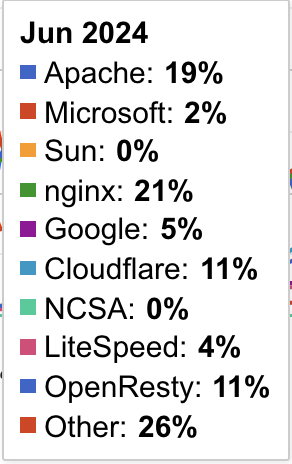 Jun 2024
Apache: 19%
Microsoft: 2%
Sun: 0%
nginx: 21%
Google: 5%
Cloudflare: 11%
NCSA: 0%
LiteSpeed: 4%
OpenResty: 11%
Other: 26%